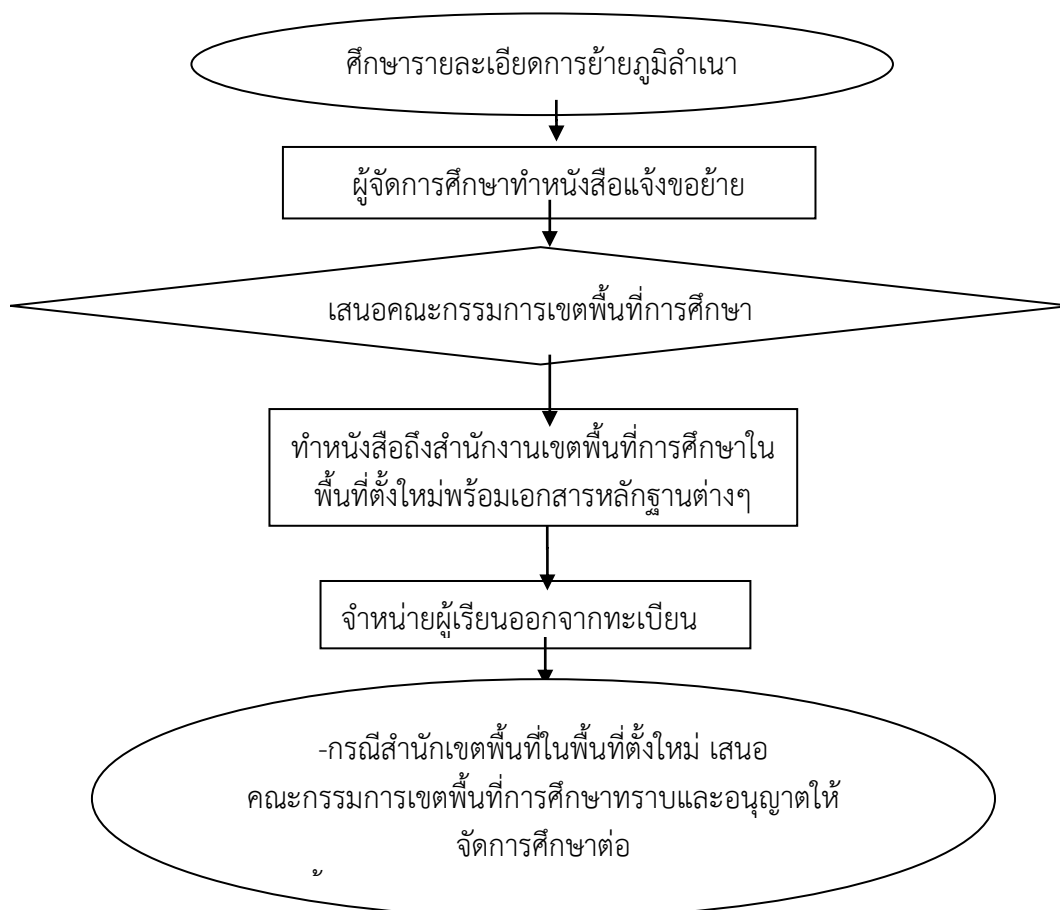 ศึกษารายละเอียดการย้ายภูมิลำเนา
ผู้จัดการศึกษาทำหนังสือแจ้งขอย้าย
เสนอคณะกรรมการเขตพื้นที่การศึกษา
ทำหนังสือถึงสำนักงานเขตพื้นที่การศึกษาใน
พื้นที่ตั้งใหม่พร้อมเอกสารหลักฐานต่างๆ
จำหน่ายผู้เรียนออกจากทะเบียน
-กรณีสำนักเขตพื้นที่ในพื้นที่ตั้งใหม่ เสนอ
คณะกรรมการเขตพื้นที่การศึกษาทราบและอนุญาตให้
จัดการศึกษาต่อ